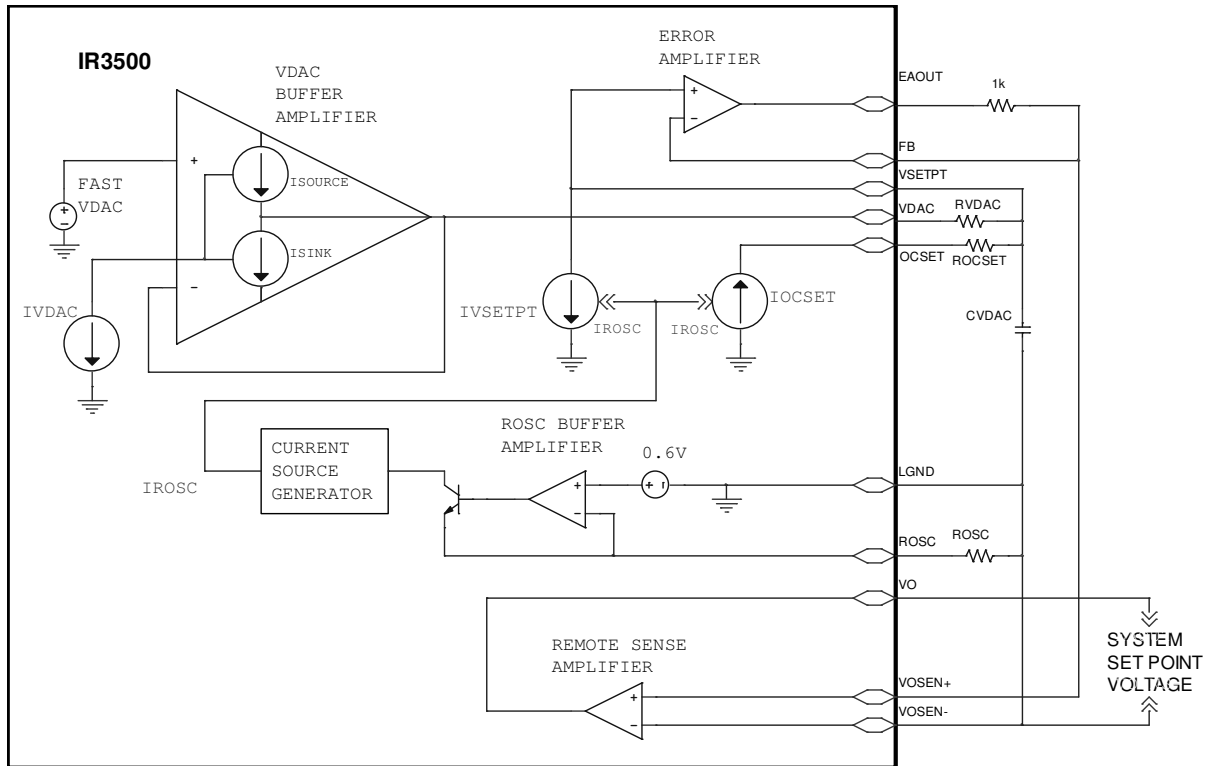 IR3500
VDAC
BUFFER
AMPLIFIER
ERROR
AMPLIFIER
+
−
EAOUT
1k
FB
VSETPT
VDAC
RVDAC
OCSET
ROCSET
+
−
ISOURCE
ISINK
FAST
VDAC
+
−
IVDAC
IVSETPT
IROSC
IROSC
IOCSET
CVDAC
CURRENT
SOURCE
GENERATOR
IROSC
ROSC BUFFER
AMPLIFIER
+
−
0.6V
+
LGND
ROSC
ROSC
VO
REMOTE SENSE
AMPLIFIER
+
−
VOSEN+
VOSEN-
SYSTEM
SET POINT
VOLTAGE